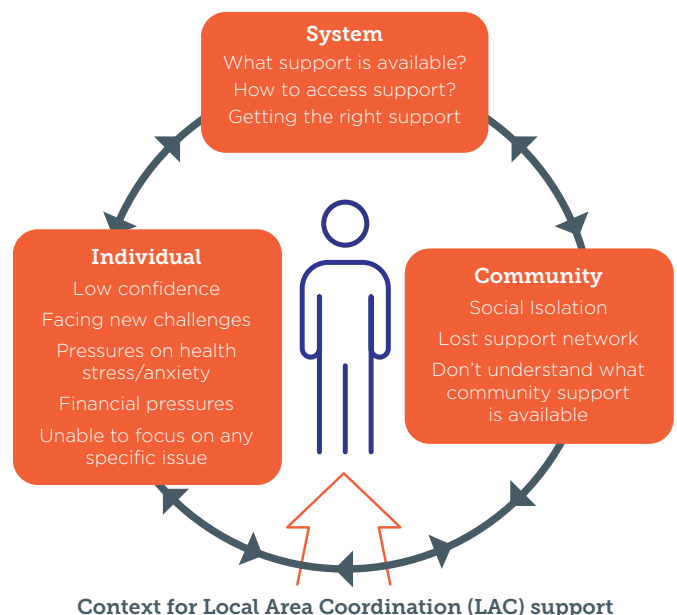 System
What support is available?
How to access support?
Getting the right support
Individual
Low confidence
Facing new challenges
Pressures on health
stress/anxiety
Financial pressures
Unable to focus on any
specific issue
Community
Social Isolation
Lost support network
Don’t understand what
community support
is available
Context for Local Area Coordination (LAC) support